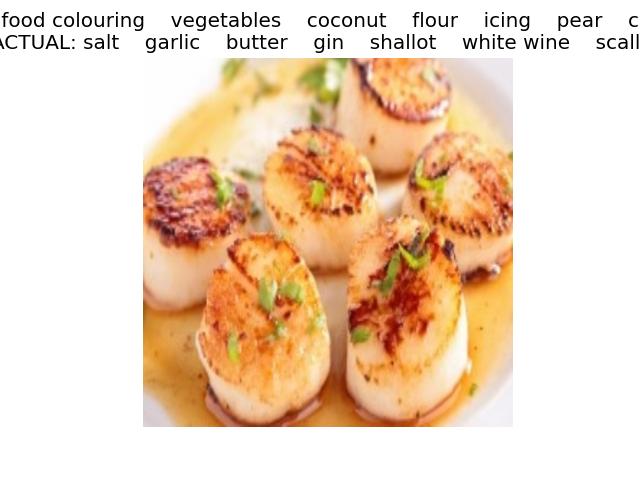 food colouring vegetables coconut flour icing pear
ACTUAL: salt garlic butter gin shallot white wine